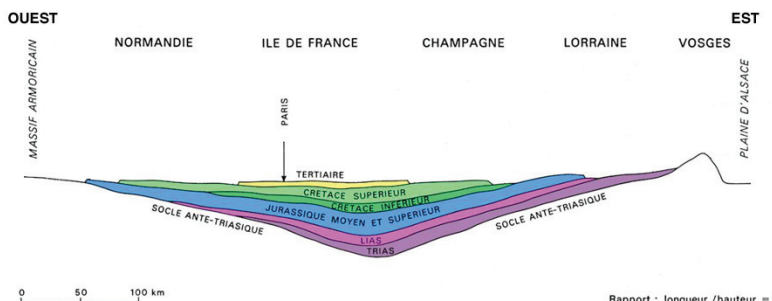 OUEST
EST
NORMANDIE
ILE DE FRANCE
CHAMPAGNE
LORRAINE
VOSGES
MASSIF ARMORICAIN
PARIS
PLAINE D'ALSACE
TERTIAIRE
CRETACE SUPERIEUR
CRETACE INFERIEUR
JURASSIQUE MOYEN ET SUPERIEUR
SOCLE ANTE-TRIASIQUE
SOCLE ANTE-TRIASIQUE
LIAS
TRIAS
0 50 100 km
Rapport : longueur /hauteur =